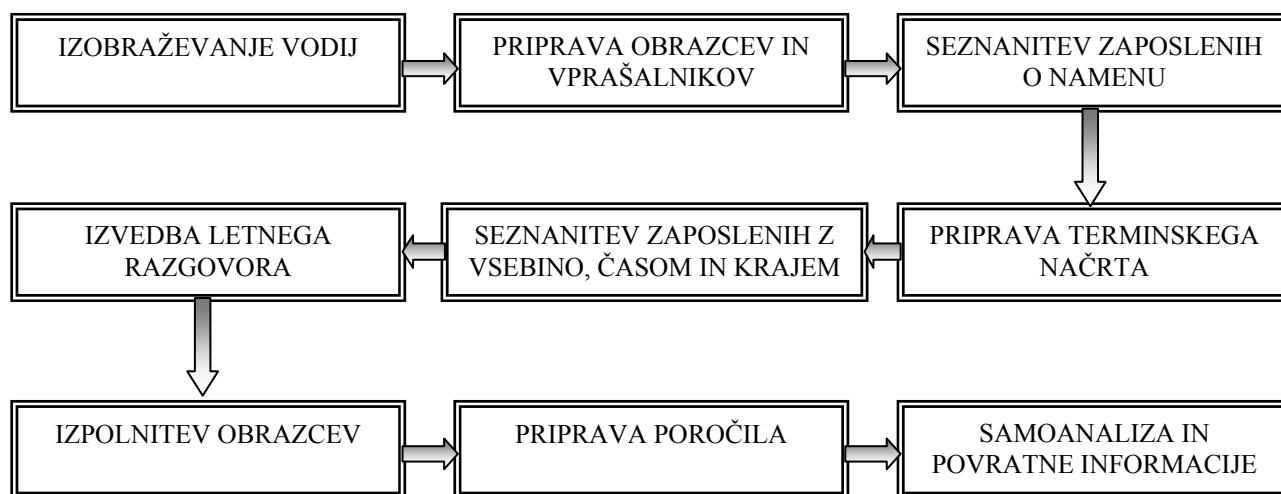 IZOBRAŽEVANJE VODIJ
PRIPRAVA OBRAZCEV IN
VPRAŠALNIKOV
SEZNANITEV ZAPOSLENIH
O NAMENU
PRIPRAVA TERMINSKEGA
NAČRTA
SEZNANITEV ZAPOSLENIH Z
VSEBINO, ČASOM IN KRAJEM
IZVEDBA LETNEGA
RAZGOVORA
IZPOLNITEV OBRAZCEV
PRIPRAVA POROČILA
SAMOANALIZA IN
POVRATNE INFORMACIJE